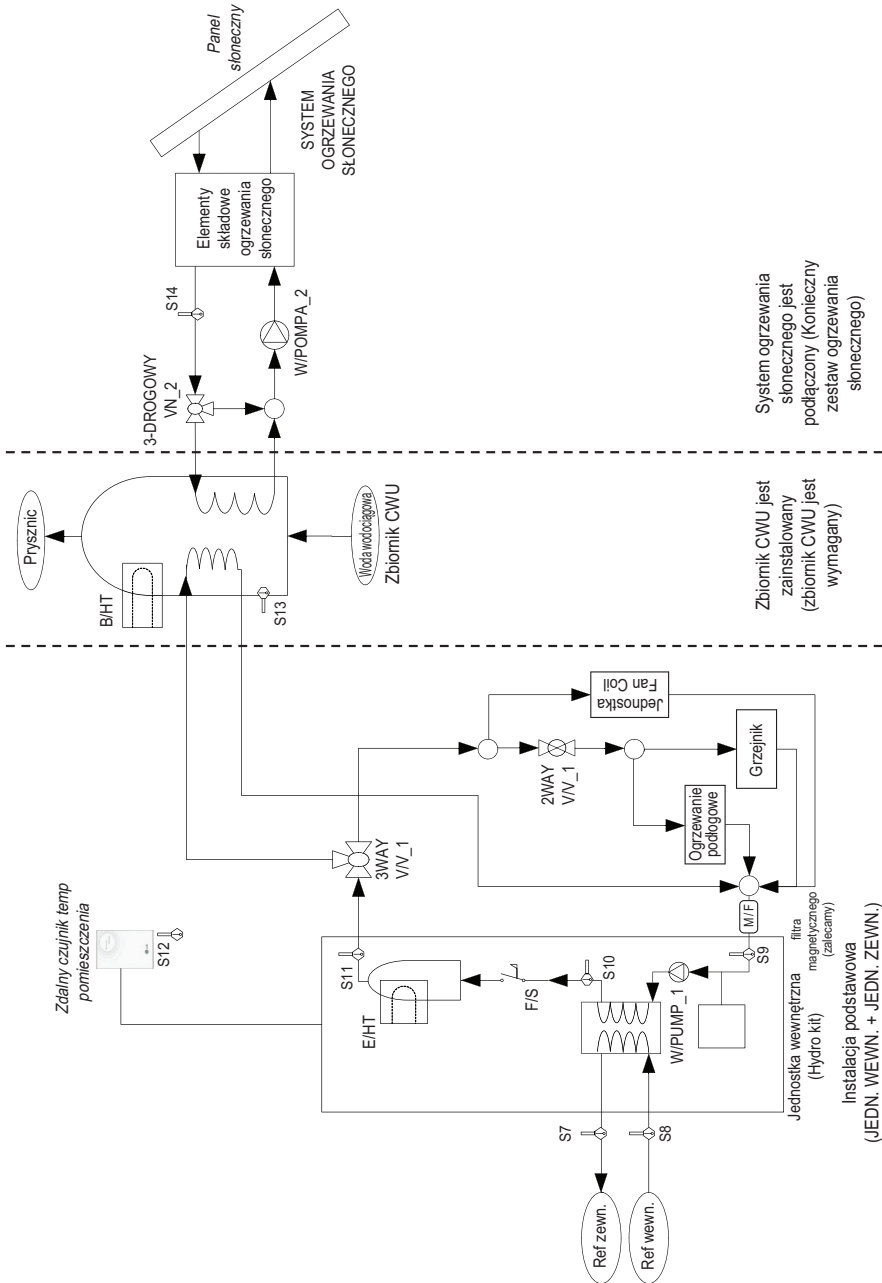 Panel
słoneczny
SYSTEM
OGRZEWANIA
SŁONECZNEGO
Elementy
składowe
ogrzewania
słonecznego
S14
3-DROGOWY
VN_2
W/POMPA_2
System ogrzewania
słonecznego jest
podłączony (Konieczny
zestaw ogrzewania
słonecznego)
Prysznic
B/HT
S13
Woda wodociągowa
Zbiornik CWU
Zbiornik CWU jest
zainstalowany
(zbiornik CWU jest
wymagany)
Zdalny czujnik temp
pomieszczenia
S12
3WAY
V/V_1
2WAY
V/V_1
Jednostka
Fan Coil
Grzejnik
Ogrzewanie
podłogowe
M / F
filtra
magnetycznego
(zalecamy)
S11
E/HT
F/S
S10
W/PUMP_1
S9
Jednostka wewnętrzna
(Hydro kit)
S7
S8
Ref zewn.
Ref wewn.
Instalacja podstawowa
(JEDN. WEWN. + JEDN. ZEWN.)